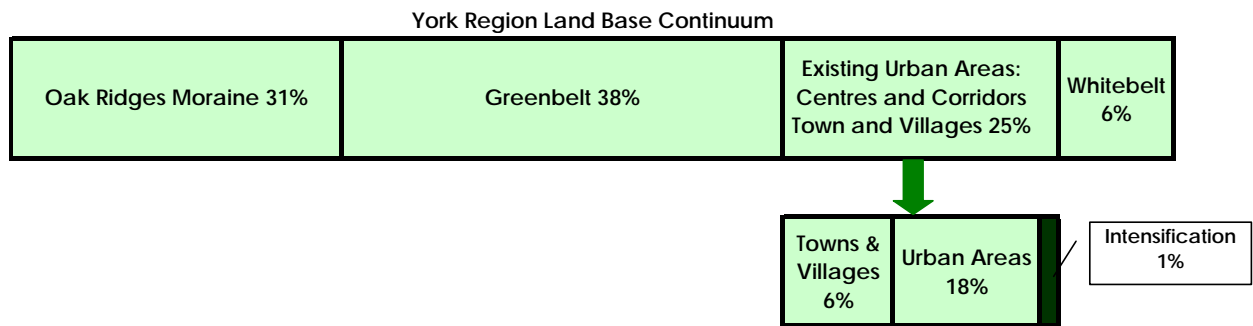 York Region Land Base Continuum
Oak Ridges Moraine 31%
Greenbelt 38%
Existing Urban Areas:
Centres and Corridors
Town and Villages 25%
Whitebelt
6%
Towns &
Villages
6%
Urban Areas
18%
Intensification
1%